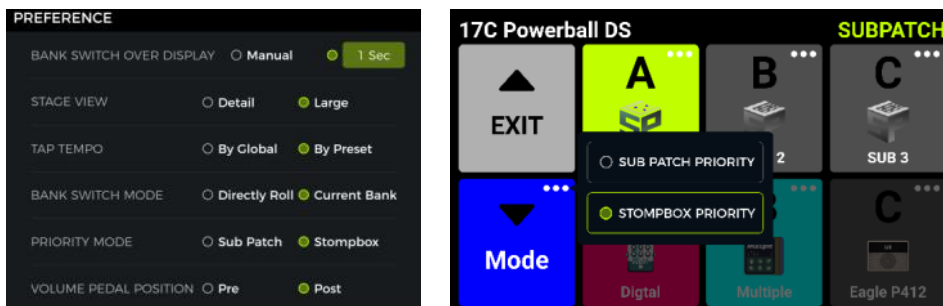 PREFERENCE
BANK SWITCH OVER DISPLAY Manual 1 Sec
STAGE VIEW Detail Large
TAP TEMPO By Global By Preset
BANK SWITCH MODE Directly Roll Current Bank
PRIORITY MODE Sub Patch Stompbox
VOLUME PEDAL POSITION Pre Post
17C Powerball DS SUBPATCH
A B C
EXIT 2 SUB 3
SUB PATCH PRIORITY
STOMPBOX PRIORITY
C
Mode Digtal Multiple Eagle P412